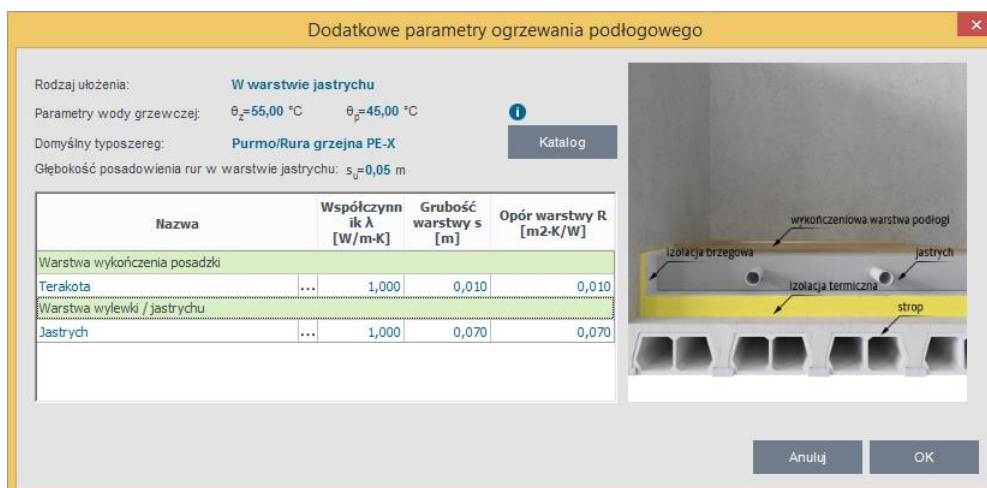 Dodatkowe parametry ogrzewania podłogowego
×
Rodzaj ułożenia: W warstwie jastrychu
Parametry wody grzewczej: θz=55,00 °C θp=45,00 °C
i
Domyślny typoszereg: Purmo/Rura grzejna PE-X
Katalog
Głębokość posadowienia rur w warstwie jastrychu: su=0,05 m
Nazwa Współczynn ik λ [W/m·K] Grubość warstwy s [m] Opór warstwy R [m2·K/W]
Warstwa wykończenia posadzki
Terakota ... 1,000 0,010 0,010
Warstwa wylewki / jastrychu
Jastrych ... 1,000 0,070 0,070
wykończeniowa warstwa podłogi
izolacja brzegowa
jastrych
izolacja termiczna
strop
Anuluj
OK